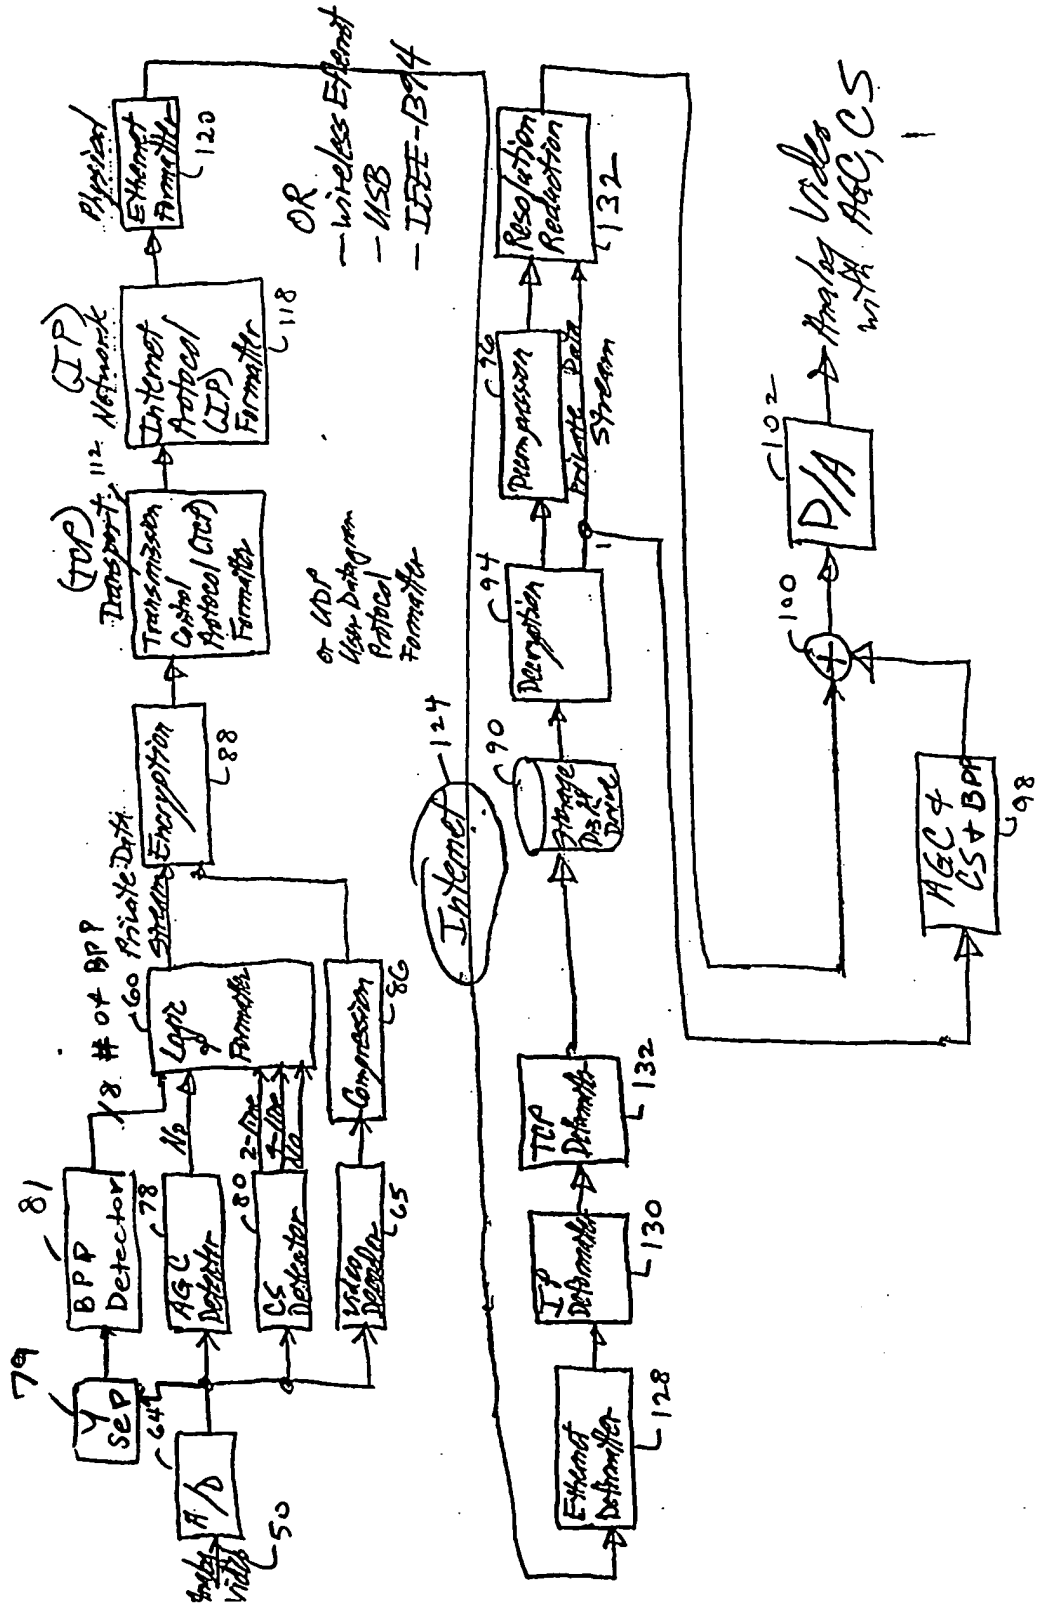 Analog
Video
50
A/D
64
79
Y
Sep
81
BPP
Detector
/8
# of BPP
AGC
Detector
78
CS
Detector
80
2-line
4-line
Video
Decoder
65
Compression
86
60
Logic
&
Formatter
Private Data
Stream
Encryption
88
(TCP)
Transport
112
Transmission
Control
Protocol (TCP)
Formatter
or UDP
User Datagram
Protocol
Formatter
(IP)
Network
Internet
Protocol
(IP)
Formatter
118
Physical
Ethernet
Formatter
120
OR
- Wireless Ethernet
- USB
- IEEE-1394
Internet
124
Ethernet
Deformatter
128
IP
Deformatter
130
TCP
Deformatter
132
Storage
Disk
Drive
90
Decryption
94
Decompression
96
Private Data
Stream
Resolution
Reduction
132
AGC &
CS & BPP
98
+
100
D/A
102
Analog Video
with AGC, CS